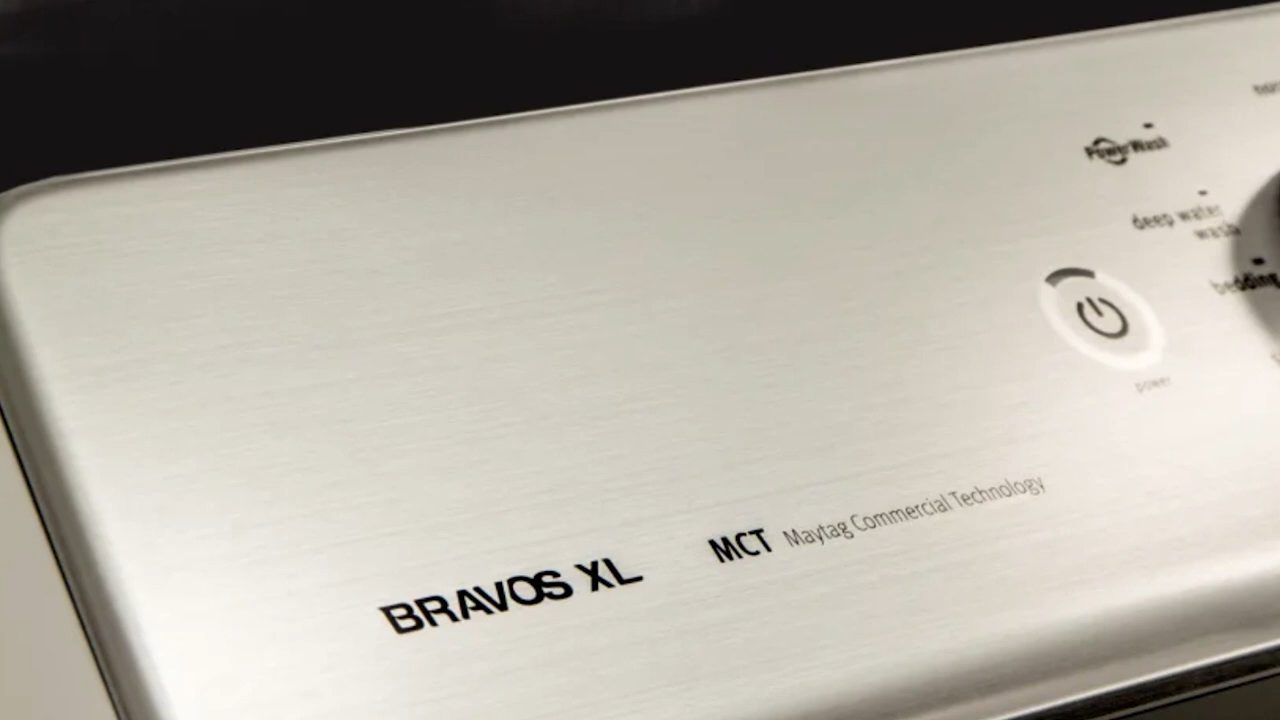 PowerWash
deep water
wash
bedding
power
MCT Maytag Commercial Technology
BRAVOS XL